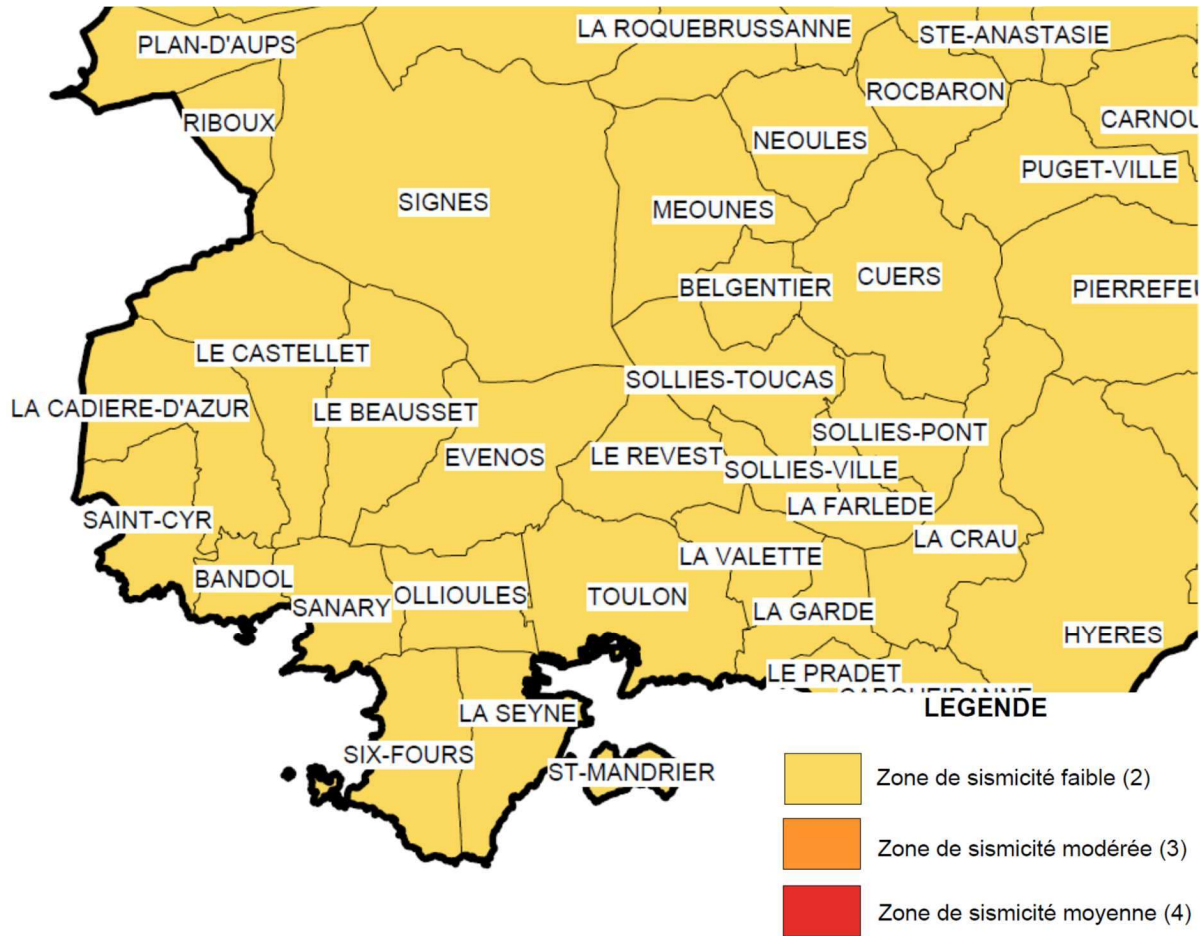 LA ROQUEBRUSSANNE
STE-ANASTASIE
PLAN-D'AUPS
ROCBARON
RIBOUX
CARNOU
NEOULES
PUGET-VILLE
SIGNES
MEOUNES
CUERS
BELGENTIER
PIERREFEU
LE CASTELLET
SOLLIES-TOUCAS
LA CADIERE-D'AZUR
LE BEAUSSET
SOLLIES-PONT
EVENOS
LE REVEST
SOLLIES-VILLE
LA FARLEDE
SAINT-CYR
LA CRAU
LA VALETTE
BANDOL
OLLIOULES
TOULON
SANARY
LA GARDE
HYERES
LE PRADET
CARQUEIRANNE
LA SEYNE
SIX-FOURS
ST-MANDRIER
LEGENDE
Zone de sismicité faible (2)
Zone de sismicité modérée (3)
Zone de sismicité moyenne (4)